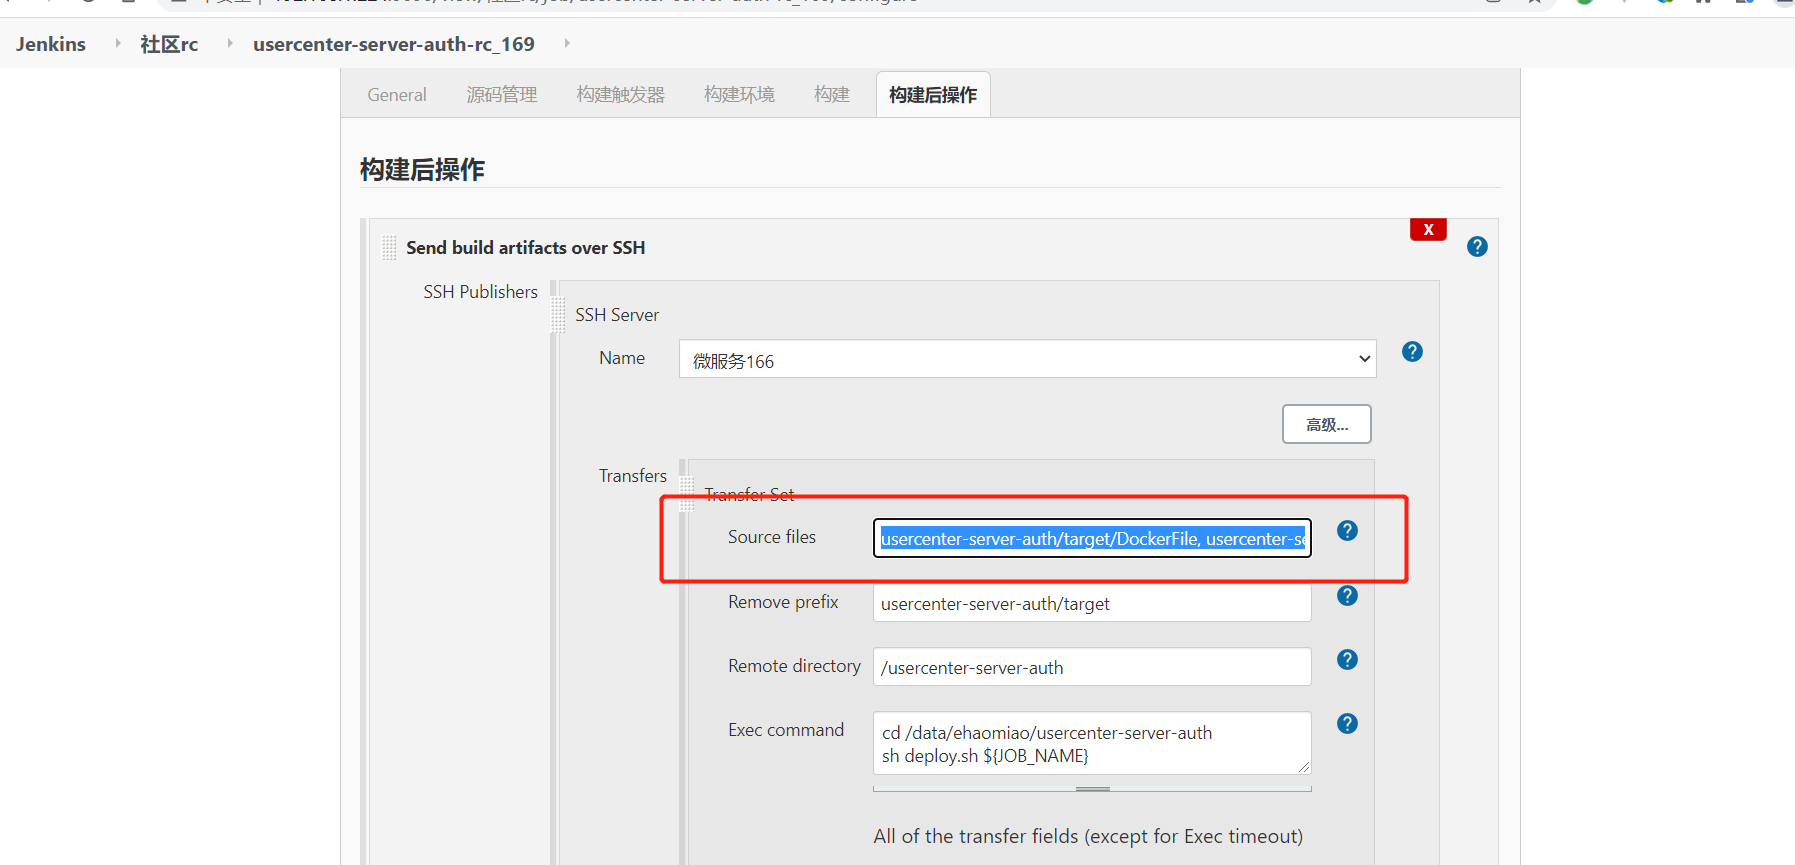 Jenkins 社区rc usercenter-server-auth-rc_169
General 源码管理 构建触发器 构建环境 构建 构建后操作
构建后操作
X
Send build artifacts over SSH
SSH Publishers
SSH Server
Name 微服务166
高级...
Transfers
Transfer Set
Source files usercenter-server-auth/target/DockerFile, usercenter-se
Remove prefix usercenter-server-auth/target
Remote directory /usercenter-server-auth
Exec command cd /data/ehaomiao/usercenter-server-auth
sh deploy.sh ${JOB_NAME}
All of the transfer fields (except for Exec timeout)